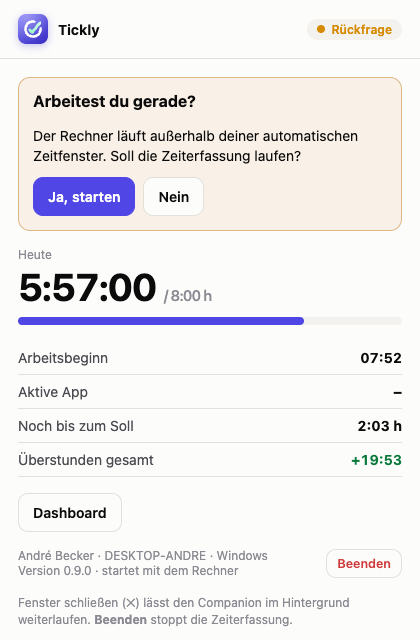 Tickly
Rückfrage
Arbeitest du gerade?
Der Rechner läuft außerhalb deiner automatischen
Zeitfenster. Soll die Zeiterfassung laufen?
Ja, starten
Nein
Heute
5:57:00 / 8:00 h
Arbeitsbeginn 07:52
Aktive App –
Noch bis zum Soll 2:03 h
Überstunden gesamt +19:53
Dashboard
André Becker · DESKTOP-ANDRE · Windows
Version 0.9.0 · startet mit dem Rechner
Beenden
Fenster schließen (✕) lässt den Companion im Hintergrund
weiterlaufen. Beenden stoppt die Zeiterfassung.